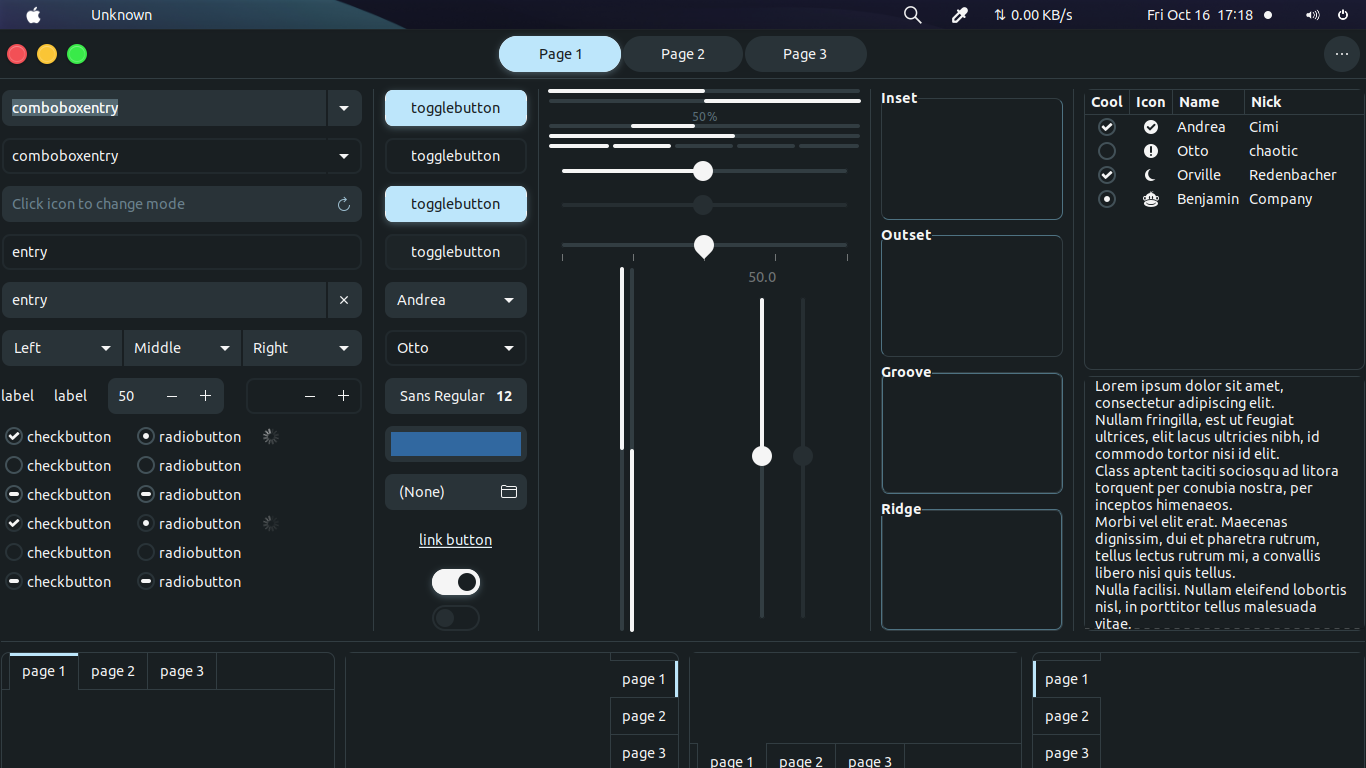 Unknown
0.00 KB/s
Fri Oct 16 17:18
Page 1
Page 2
Page 3
comboboxentry
comboboxentry
Click icon to change mode
entry
entry
Left
Middle
Right
label
label
50
checkbutton
radiobutton
checkbutton
radiobutton
checkbutton
radiobutton
checkbutton
radiobutton
checkbutton
radiobutton
checkbutton
radiobutton
togglebutton
togglebutton
togglebutton
togglebutton
Andrea
Otto
Sans Regular 12
(None)
link button
50 %
50.0
Inset
Outset
Groove
Ridge
Cool Icon Name Nick
Andrea Cimi
Otto chaotic
Orville Redenbacher
Benjamin Company
Lorem ipsum dolor sit amet,
consectetur adipiscing elit.
Nullam fringilla, est ut feugiat
ultrices, elit lacus ultricies nibh, id
commodo tortor nisi id elit.
Class aptent taciti sociosqu ad litora
torquent per conubia nostra, per
inceptos himenaeos.
Morbi vel elit erat. Maecenas
dignissim, dui et pharetra rutrum,
tellus lectus rutrum mi, a convallis
libero nisi quis tellus.
Nulla facilisi. Nullam eleifend lobortis
nisl, in porttitor tellus malesuada
vitae.
page 1
page 2
page 3
page 1
page 2
page 3
page 1
page 2
page 3
page 1
page 2
page 3